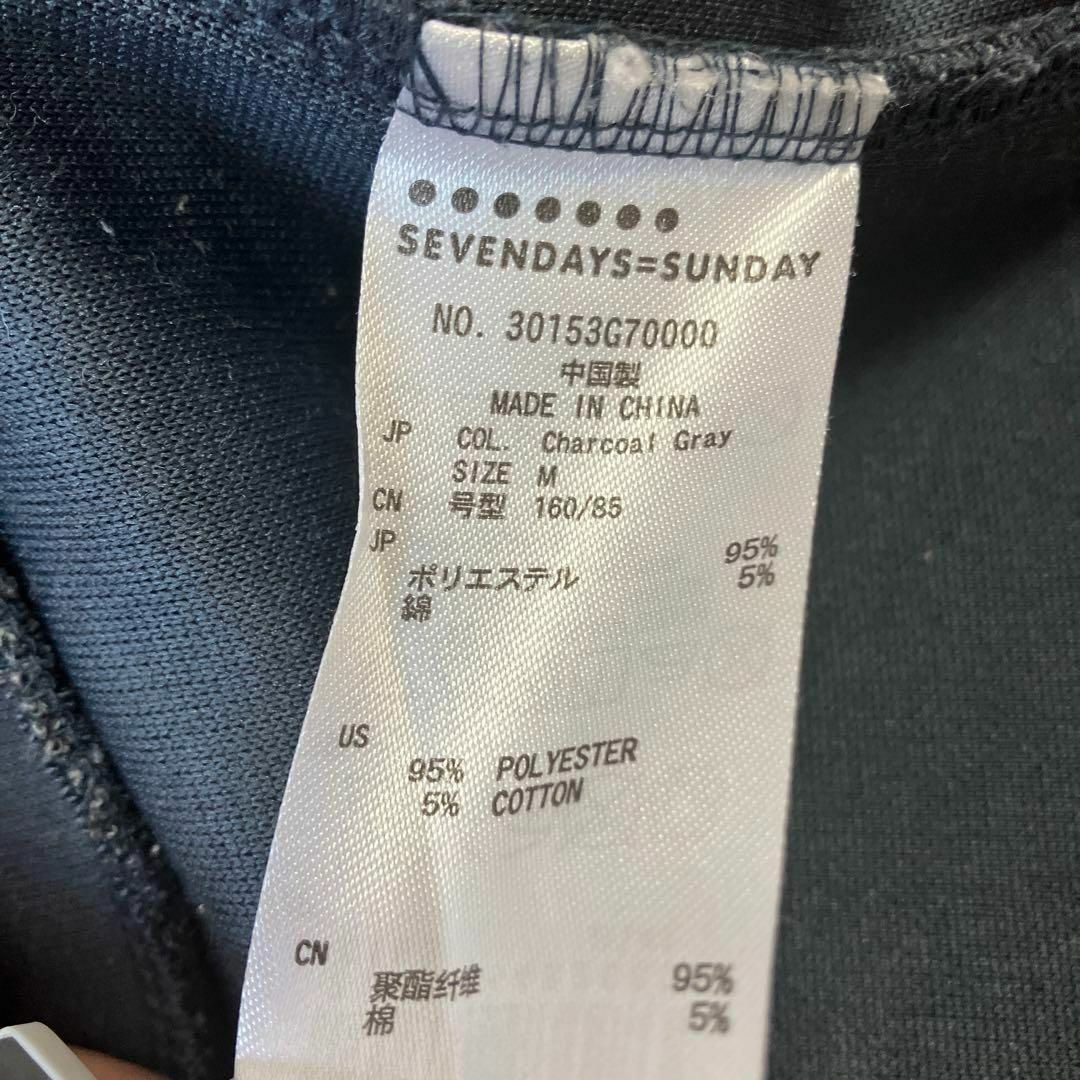 SEVENDAYS=SUNDAY
NO. 30153G70000
中国製
MADE IN CHINA
JP COL. Charcoal Gray
SIZE M
CN 号型 160/85
JP
ポリエステル 95%
綿 5%
US
95% POLYESTER
5% COTTON
CN
聚酯纤维 95%
棉 5%